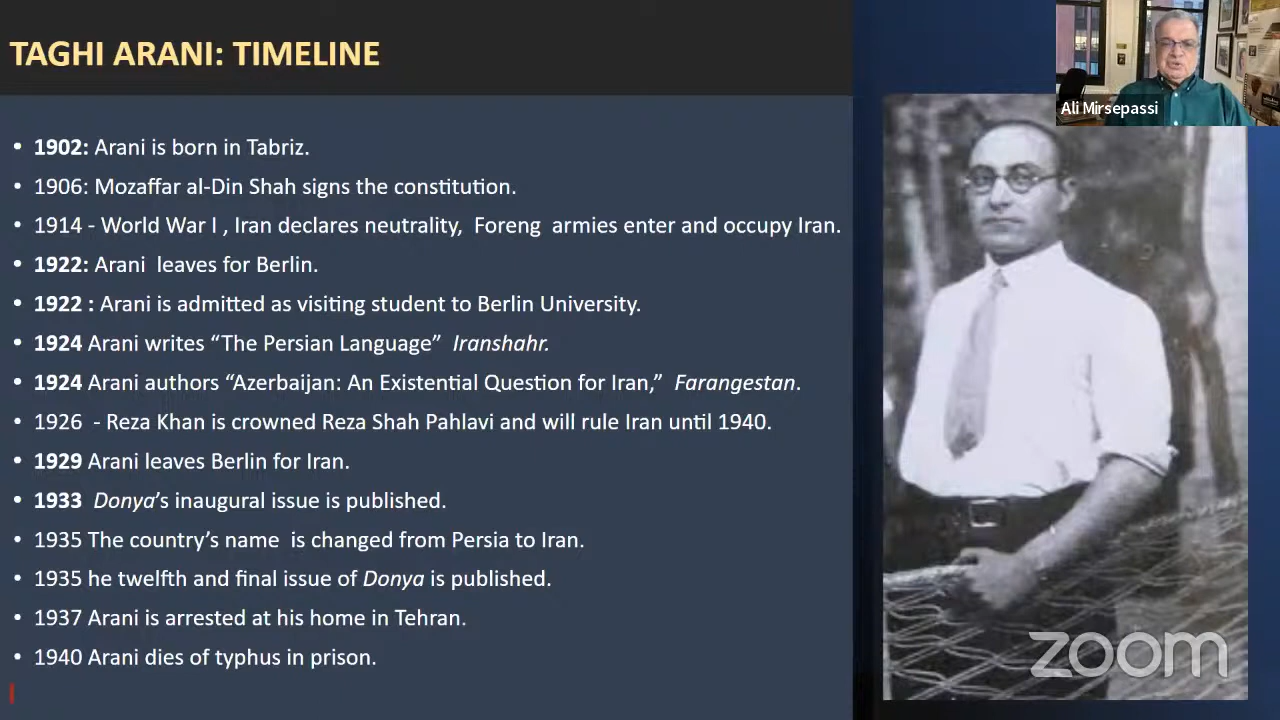 TAGHI ARANI: TIMELINE
Ali Mirsepassi
• 1902: Arani is born in Tabriz.
• 1906: Mozaffar al-Din Shah signs the constitution.
• 1914 - World War I , Iran declares neutrality,  Foreng  armies enter and occupy Iran.
• 1922: Arani  leaves for Berlin.
• 1922 : Arani is admitted as visiting student to Berlin University.
• 1924 Arani writes “The Persian Language”  Iranshahr.
• 1924 Arani authors “Azerbaijan: An Existential Question for Iran,”  Farangestan.
• 1926  - Reza Khan is crowned Reza Shah Pahlavi and will rule Iran until 1940.
• 1929 Arani leaves Berlin for Iran.
• 1933  Donya’s inaugural issue is published.
• 1935 The country’s name  is changed from Persia to Iran.
• 1935 he twelfth and final issue of Donya is published.
• 1937 Arani is arrested at his home in Tehran.
• 1940 Arani dies of typhus in prison.
zoom